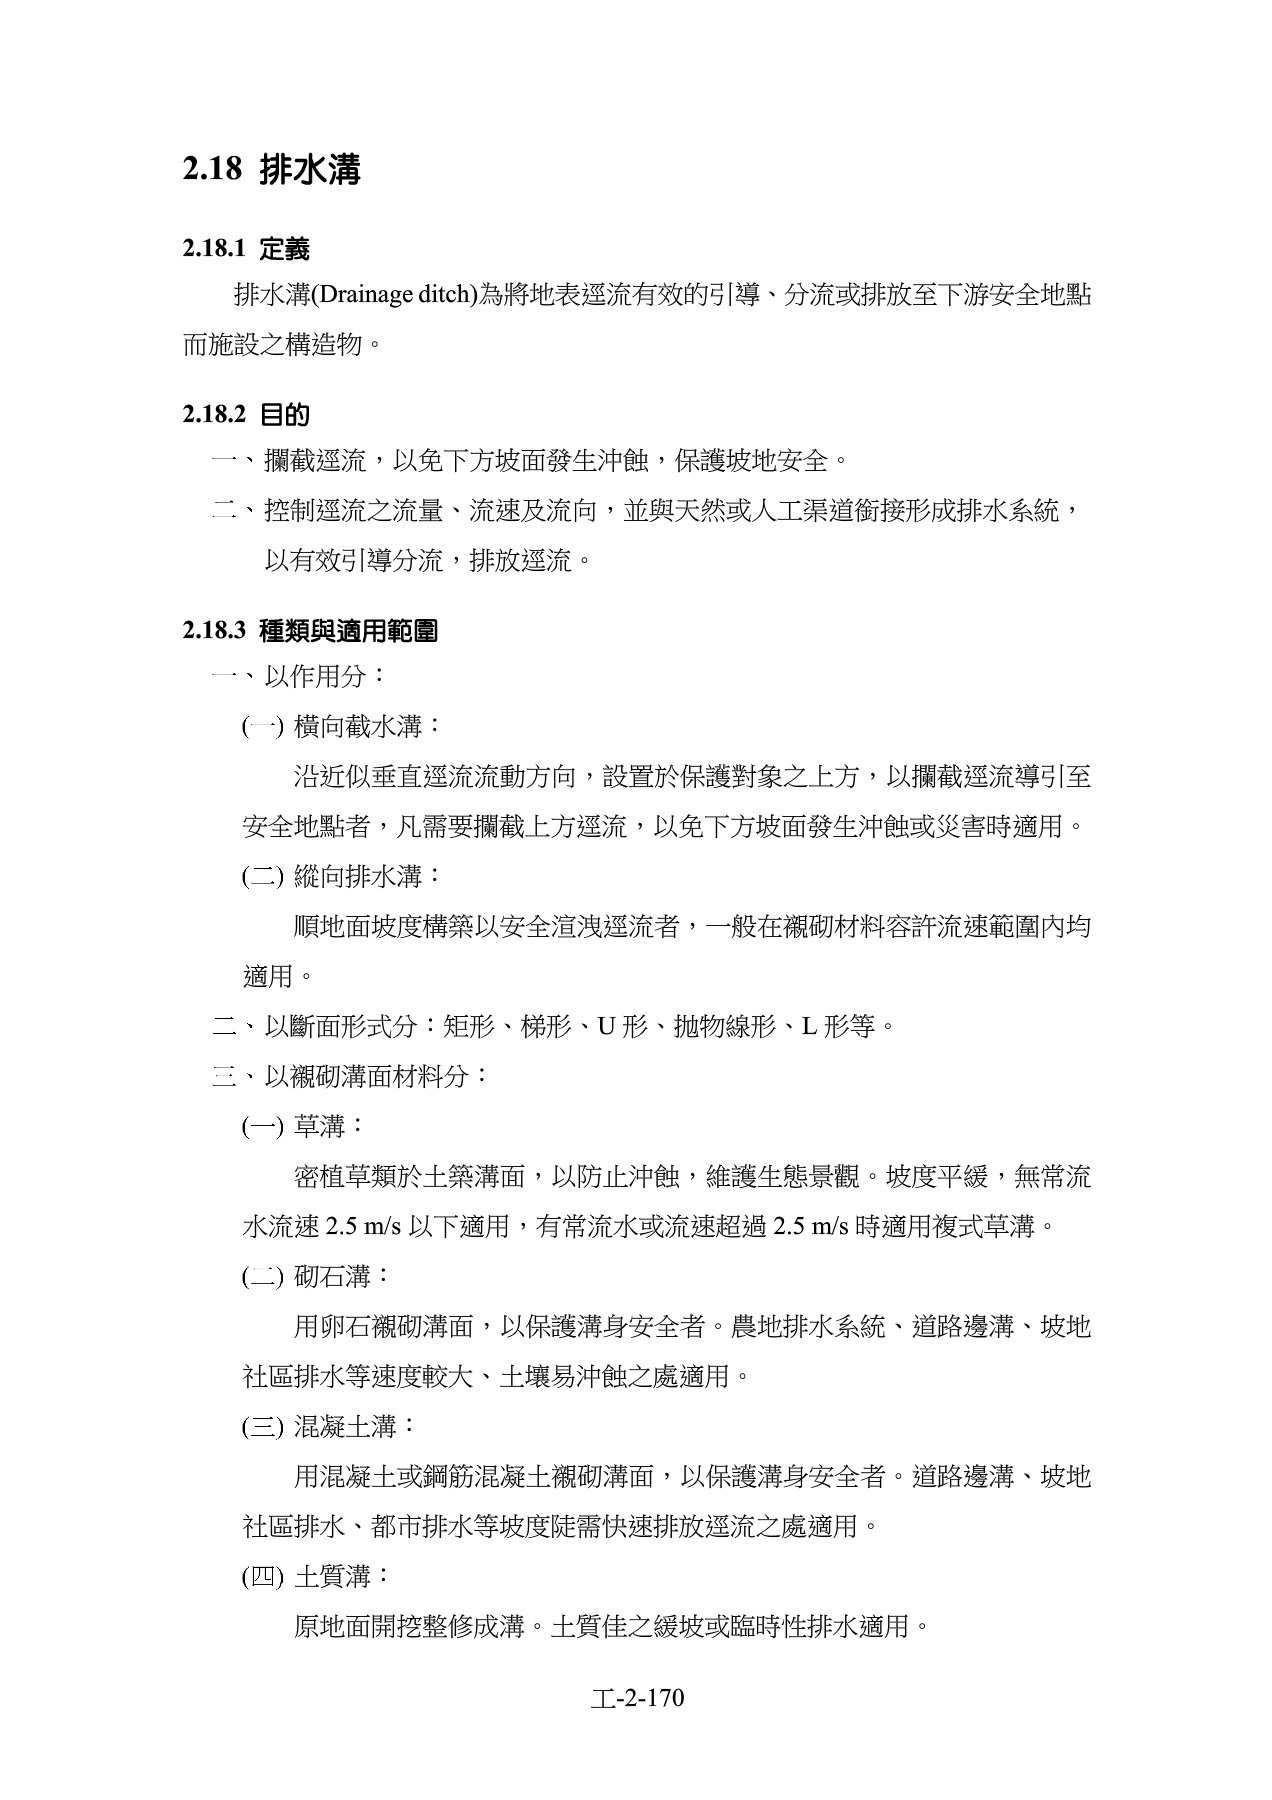 2.18 排水溝
2.18.1 定義
排水溝(Drainage ditch)為將地表逕流有效的引導、分流或排放至下游安全地點
而施設之構造物。
2.18.2 目的
一、攔截逕流，以免下方坡面發生沖蝕，保護坡地安全。
二、控制逕流之流量、流速及流向，並與天然或人工渠道銜接形成排水系統，
以有效引導分流，排放逕流。
2.18.3 種類與適用範圍
一、以作用分：
(一) 橫向截水溝：
沿近似垂直逕流流動方向，設置於保護對象之上方，以攔截逕流導引至
安全地點者，凡需要攔截上方逕流，以免下方坡面發生沖蝕或災害時適用。
(二) 縱向排水溝：
順地面坡度構築以安全渲洩逕流者，一般在襯砌材料容許流速範圍內均
適用。
二、以斷面形式分：矩形、梯形、U 形、拋物線形、L 形等。
三、以襯砌溝面材料分：
(一) 草溝：
密植草類於土築溝面，以防止沖蝕，維護生態景觀。坡度平緩，無常流
水流速 2.5 m/s 以下適用，有常流水或流速超過 2.5 m/s 時適用複式草溝。
(二) 砌石溝：
用卵石襯砌溝面，以保護溝身安全者。農地排水系統、道路邊溝、坡地
社區排水等速度較大、土壤易沖蝕之處適用。
(三) 混凝土溝：
用混凝土或鋼筋混凝土襯砌溝面，以保護溝身安全者。道路邊溝、坡地
社區排水、都市排水等坡度陡需快速排放逕流之處適用。
(四) 土質溝：
原地面開挖整修成溝。土質佳之緩坡或臨時性排水適用。
工-2-170